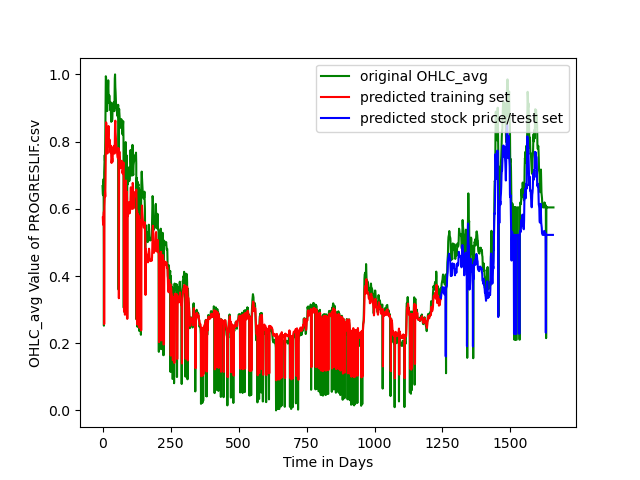 original OHLC_avg
predicted training set
predicted stock price/test set
OHLC_avg Value of PROGRESLIF.csv
1.0
0.8
0.6
0.4
0.2
0.0
0 250 500 750 1000 1250 1500
Time in Days